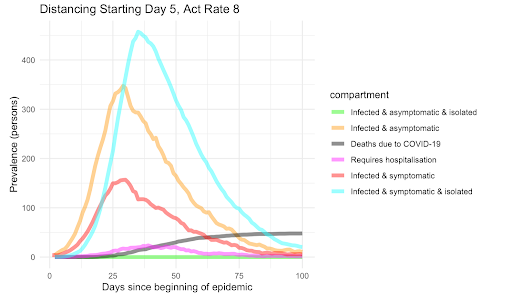 Distancing Starting Day 5, Act Rate 8
Prevalence (persons)
400
300
200
100
0
0 25 50 75 100
Days since beginning of epidemic
compartment
Infected & asymptomatic & isolated
Infected & asymptomatic
Deaths due to COVID-19
Requires hospitalisation
Infected & symptomatic
Infected & symptomatic & isolated